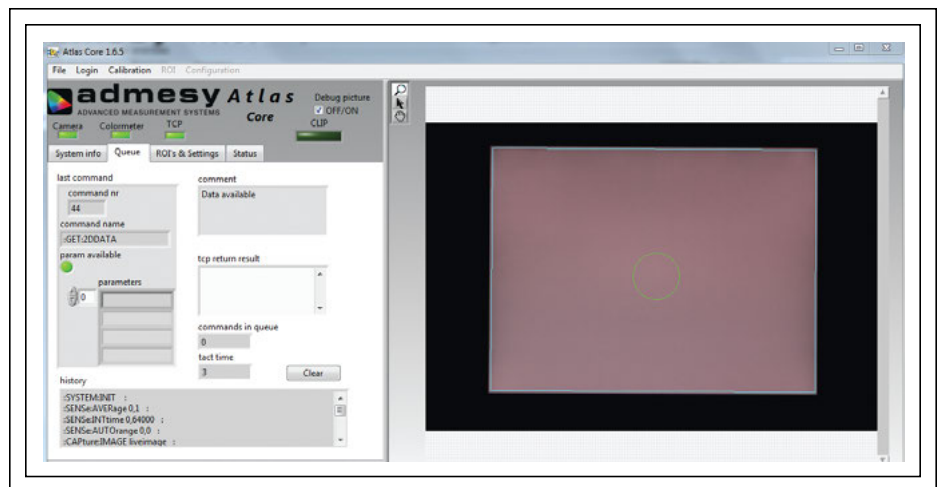 Atlas Core 1.6.5
File Login Calibration ROI Configuration
admesy Atlas Core
ADVANCED MEASUREMENT SYSTEMS
Debug picture
OFF/ON
Camera Colormeter TCP CLIP
System info Queue ROI's & Settings Status
last command
command nr
44
command name
:GET:2DDATA
param available
parameters
0
comment
Data available
tcp return result
commands in queue
0
tact time
3
Clear
history
:SYSTEM:INIT :
:SENSe:AVERage 0,1 :
:SENSe:INTtime 0,64000 :
:SENSe:AUTOrange 0,0 :
:CAPture:IMAGE liveimage :